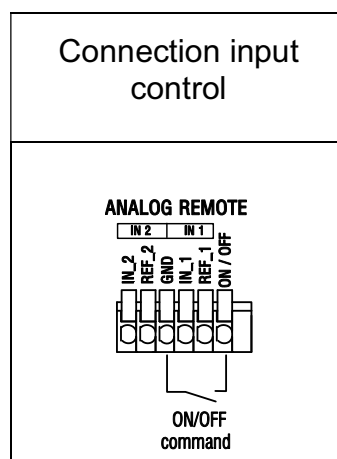 Connection input
control
ANALOG REMOTE
IN 2 IN 1
IN_2 REF_2 GND IN_1 REF_1 ON / OFF
ON/OFF
command